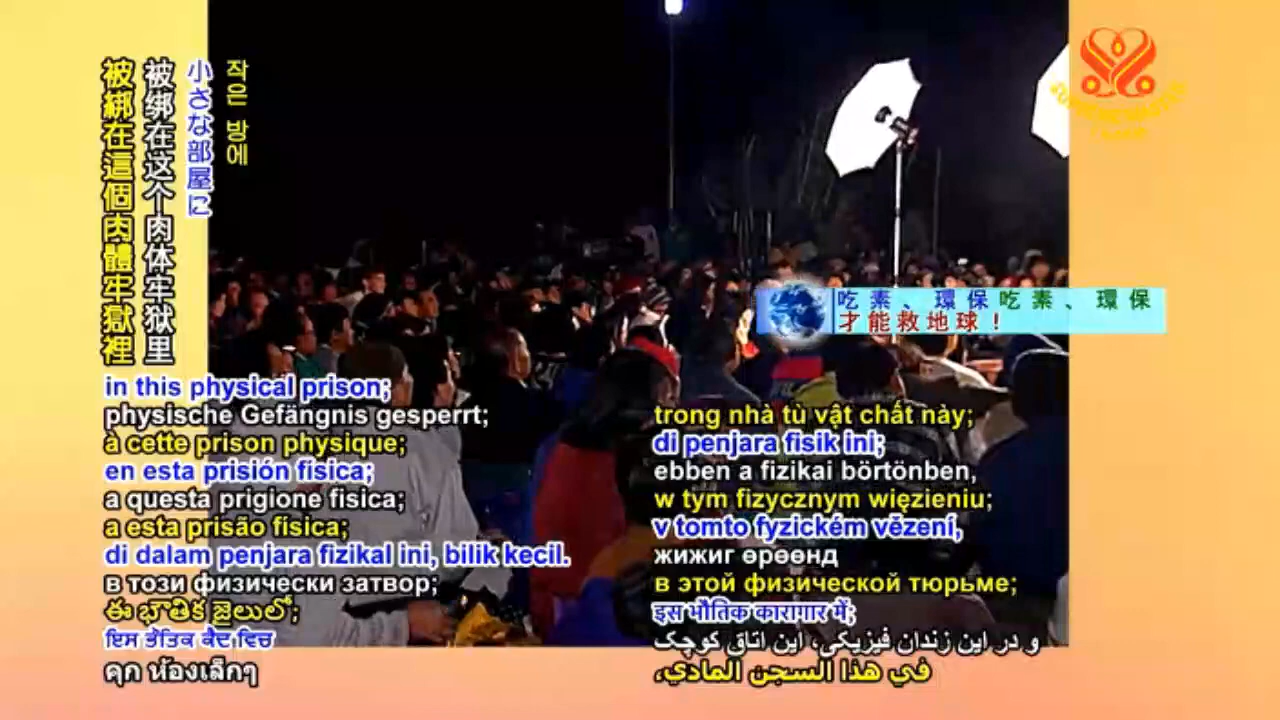 被綁在這個肉體牢獄裡
被绑在这个肉体牢狱里
小さな部屋に
작은 방에
吃素、環保吃素、環保
才能救地球！
in this physical prison;
physische Gefängnis gesperrt;
à cette prison physique;
en esta prisión física;
a questa prigione fisica;
a esta prisão física;
di dalam penjara fizikal ini, bilik kecil.
в този физически затвор;
ఈ భౌతిక జైలులో;
ਇਸ ਭੌਤਿਕ ਕੈਦ ਵਿਚ
คุก ห้องเล็กๆ
trong nhà tù vật chất này;
di penjara fisik ini;
ebben a fizikai börtönben,
w tym fizycznym więzieniu;
v tomto fyzickém vězení,
жижиг өрөөнд
в этой физической тюрьме;
इस भौतिक कारागार में;
و در این زندان فیزیکی، این اتاق کوچک
في هذا السجن المادي،